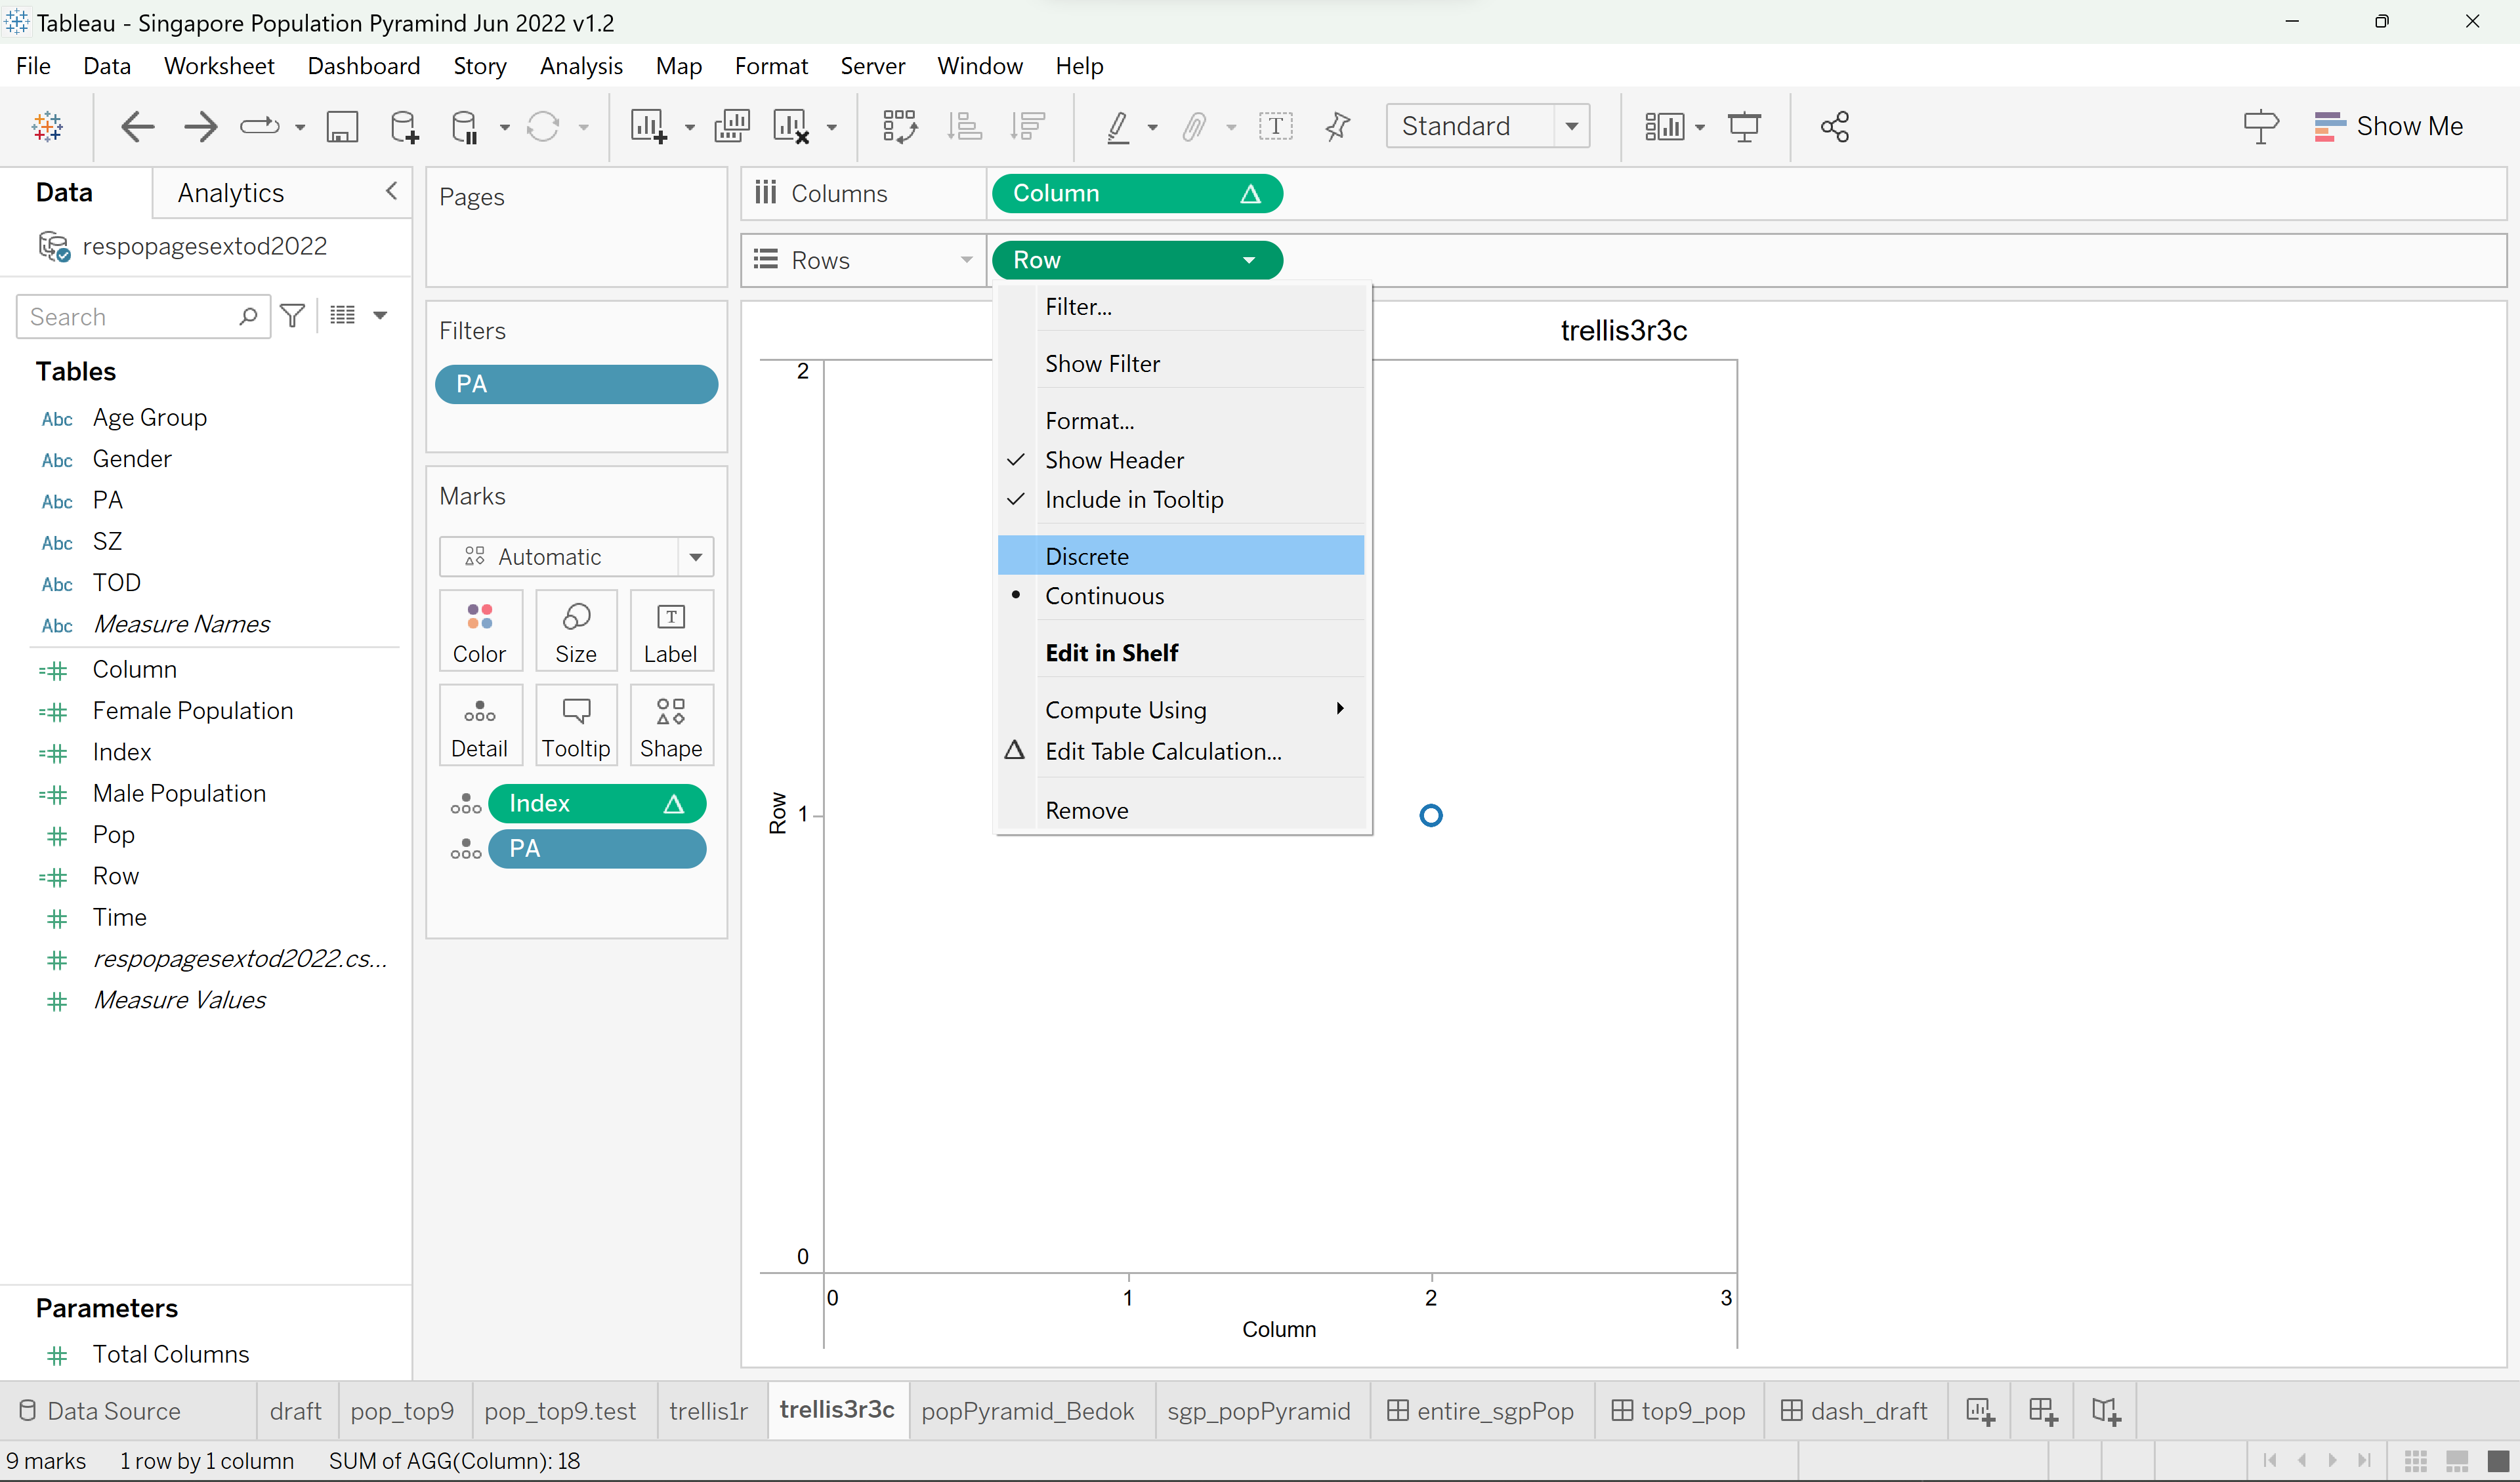 Tableau - Singapore Population Pyramind Jun 2022 v1.2
File Data Worksheet Dashboard Story Analysis Map Format Server Window Help
Standard
Show Me
Data
Analytics
respopagesextod2022
Search
Tables
Abc Age Group
Abc Gender
Abc PA
Abc SZ
Abc TOD
Abc Measure Names
Column
Female Population
Index
Male Population
Pop
Row
Time
respopagesextod2022.cs...
Measure Values
Parameters
Total Columns
Pages
Filters
PA
Marks
Automatic
Color Size Label
Detail Tooltip Shape
Index
PA
Columns
Column
Rows
Row
Filter...
Show Filter
Format...
Show Header
Include in Tooltip
Discrete
Continuous
Edit in Shelf
Compute Using
Edit Table Calculation...
Remove
trellis3r3c
2
Row
1
0
0 1 2 3
Column
Data Source draft pop_top9 pop_top9.test trellis1r trellis3r3c popPyramid_Bedok sgp_popPyramid entire_sgpPop top9_pop dash_draft
9 marks 1 row by 1 column SUM of AGG(Column): 18